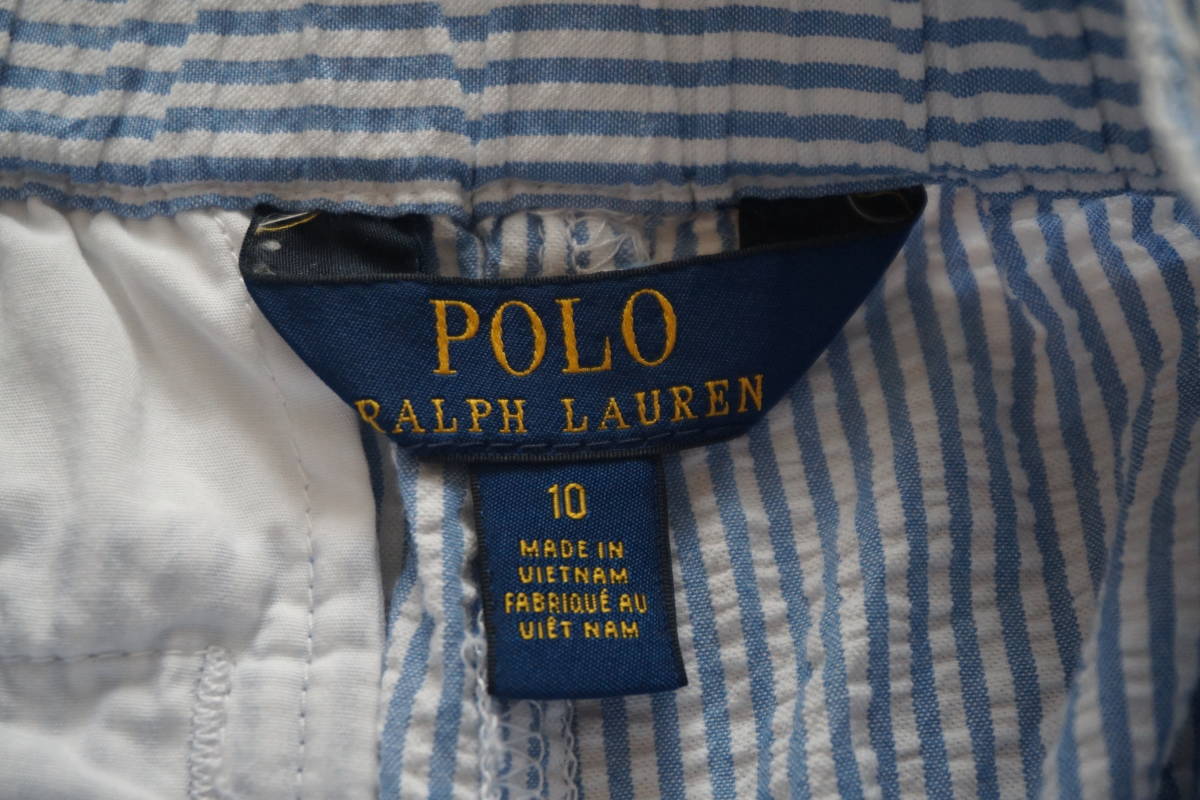 POLO
RALPH LAUREN
10
MADE IN
VIETNAM
FABRIQUÉ AU
VIÊT NAM